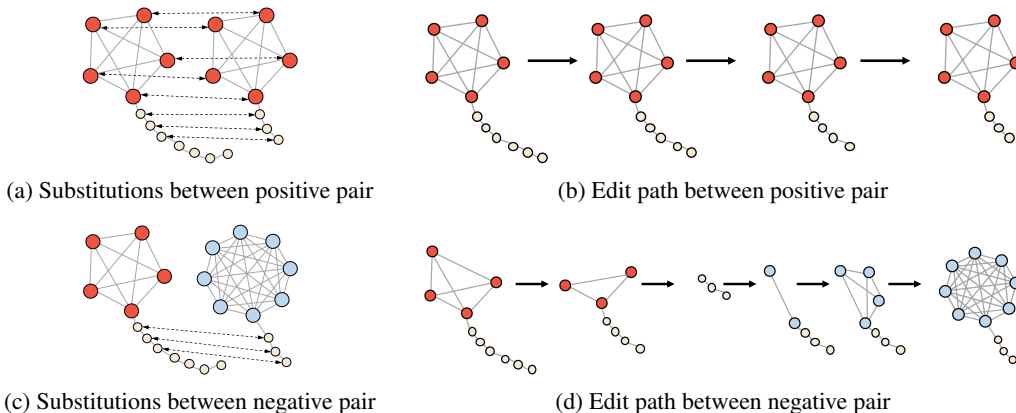 (a) Substitutions between positive pair
(b) Edit path between positive pair
(c) Substitutions between negative pair
(d) Edit path between negative pair